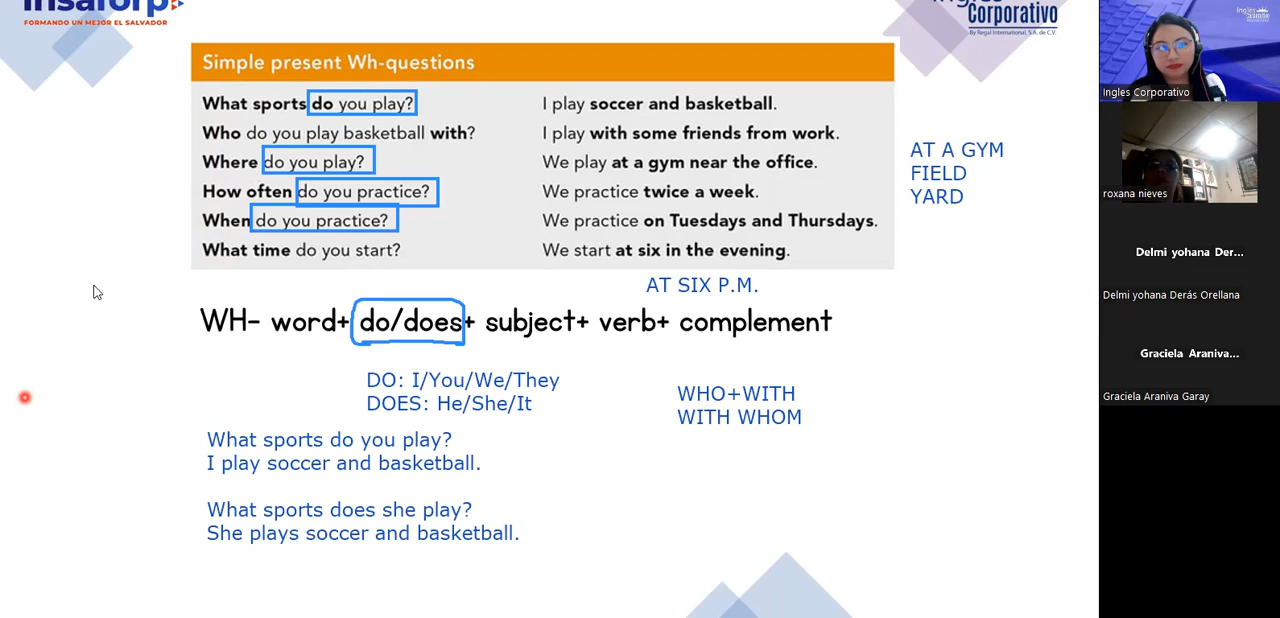 insaforp
FORMANDO UN MEJOR EL SALVADOR
Corporativo
By Regal International, S.A. de C.V.
Simple present Wh-questions
What sports do you play? I play soccer and basketball.
Who do you play basketball with? I play with some friends from work.
Where do you play? We play at a gym near the office.
How often do you practice? We practice twice a week.
When do you practice? We practice on Tuesdays and Thursdays.
What time do you start? We start at six in the evening.
AT A GYM
FIELD
YARD
AT SIX P.M.
WH- word+ do/does+ subject+ verb+ complement
DO: I/You/We/They
DOES: He/She/It
WHO+WITH
WITH WHOM
What sports do you play?
I play soccer and basketball.
What sports does she play?
She plays soccer and basketball.
Ingles Corporativo
roxana nieves
Delmi yohana Der...
Delmi yohana Derás Orellana
Graciela Araniva...
Graciela Araniva Garay